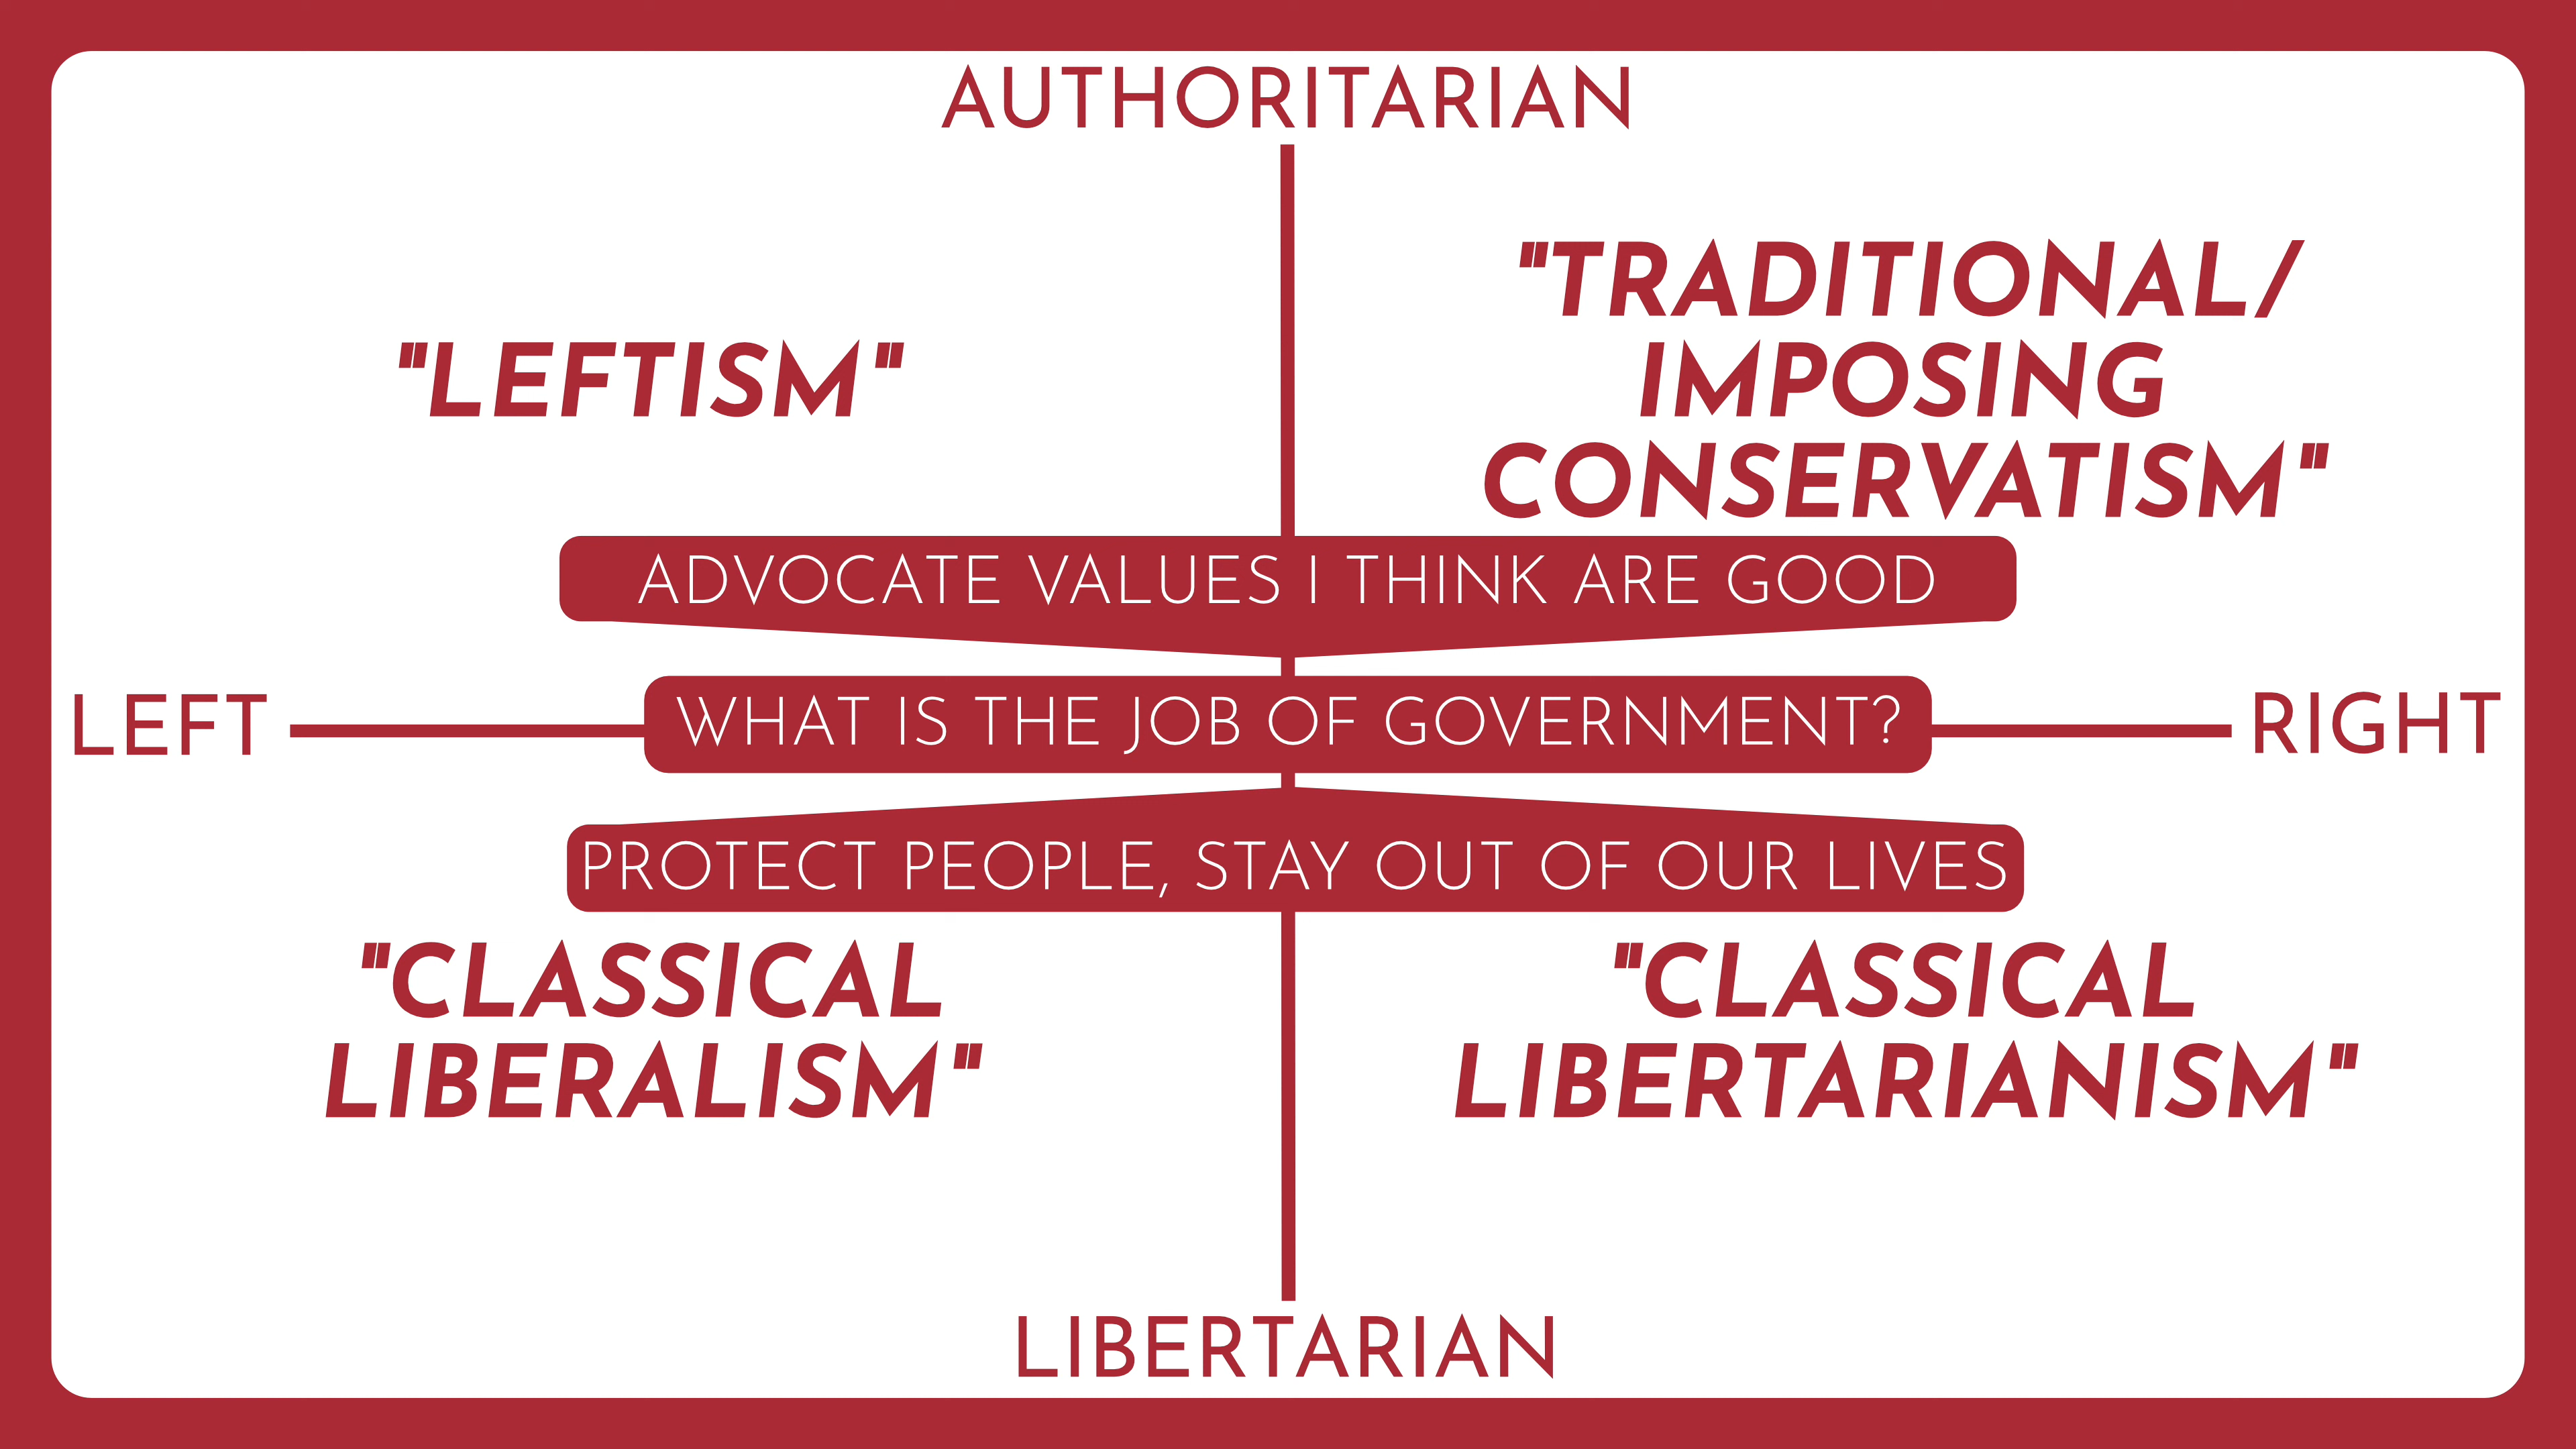 AUTHORITARIAN
"LEFTISM"
"TRADITIONAL/
IMPOSING
CONSERVATISM"
ADVOCATE VALUES I THINK ARE GOOD
LEFT
WHAT IS THE JOB OF GOVERNMENT?
RIGHT
PROTECT PEOPLE, STAY OUT OF OUR LIVES
"CLASSICAL
LIBERALISM"
"CLASSICAL
LIBERTARIANISM"
LIBERTARIAN